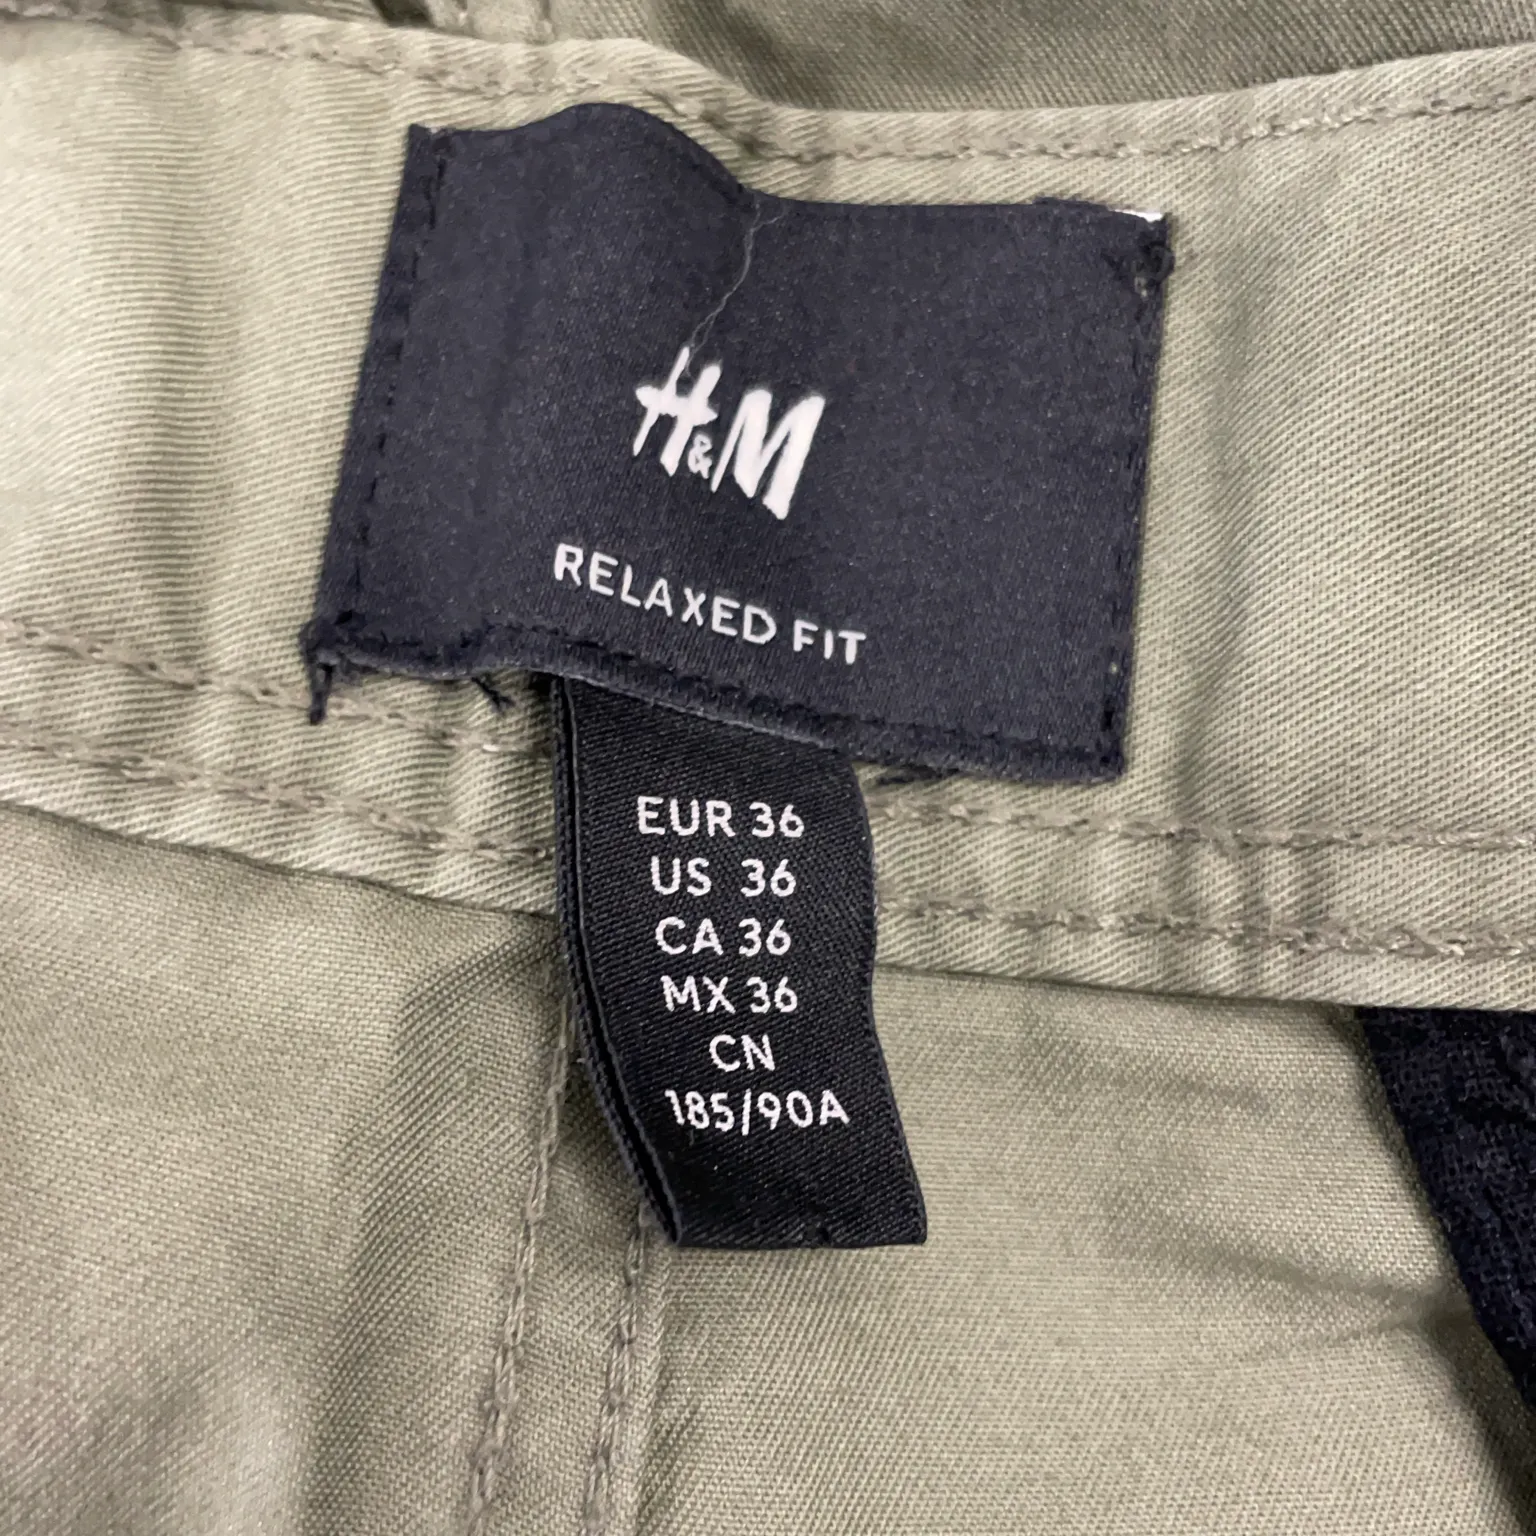 H&M
RELAXED FIT
EUR 36
US 36
CA 36
MX 36
CN
185/90A